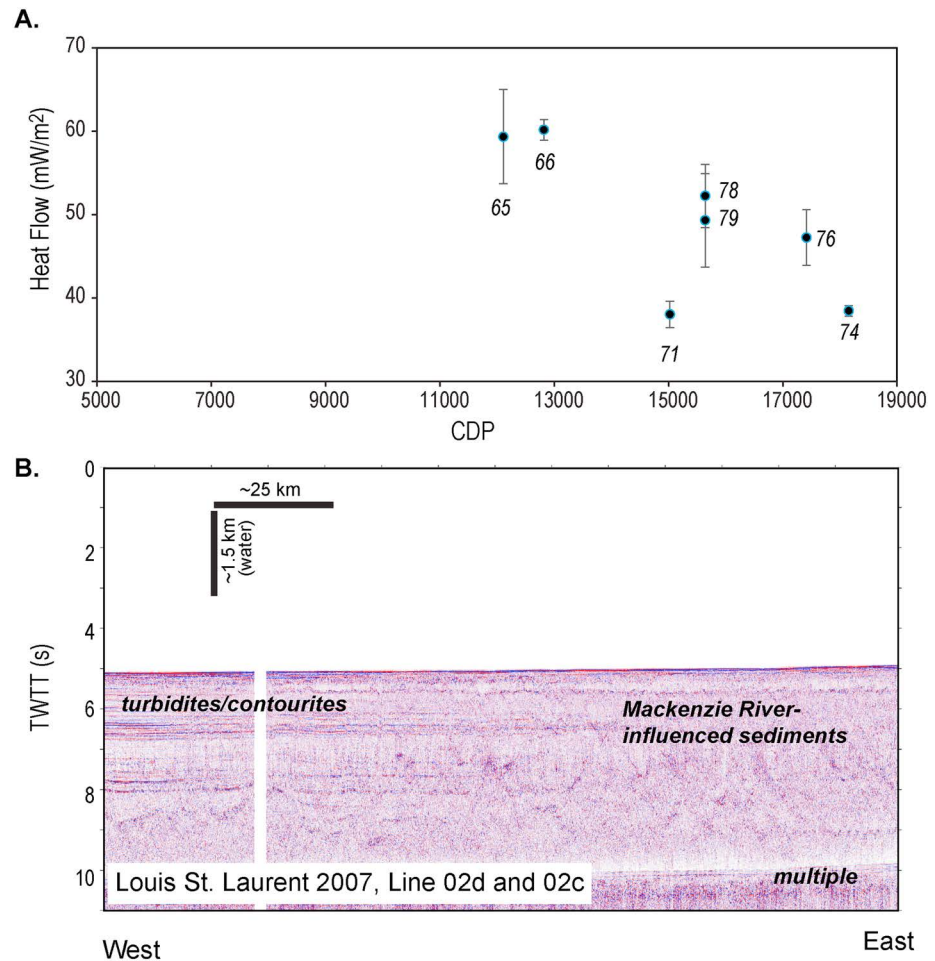 A.
Heat Flow (mW/m²)
70
60
50
40
30
65
66
71
78
79
76
74
5000
7000
9000
11000
13000
15000
17000
19000
CDP
B.
TWTT (s)
0
2
4
6
8
10
~25 km
~1.5 km
(water)
turbidites/contourites
Mackenzie River-
influenced sediments
multiple
Louis St. Laurent 2007, Line 02d and 02c
West
East